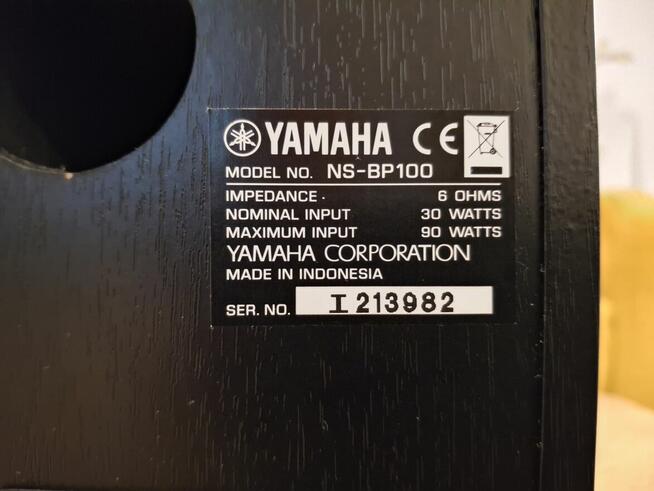 YAMAHA CE
MODEL NO. NS-BP100
IMPEDANCE · 6 OHMS
NOMINAL INPUT 30 WATTS
MAXIMUM INPUT 90 WATTS
YAMAHA CORPORATION
MADE IN INDONESIA
SER. NO. I 213982